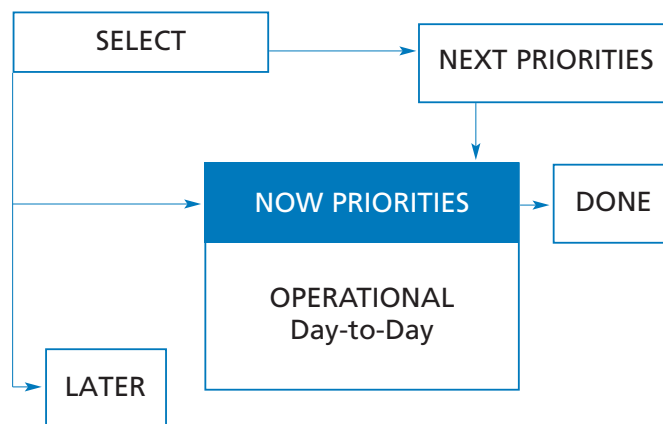 SELECT
NEXT PRIORITIES
NOW PRIORITIES
DONE
OPERATIONAL
Day-to-Day
LATER